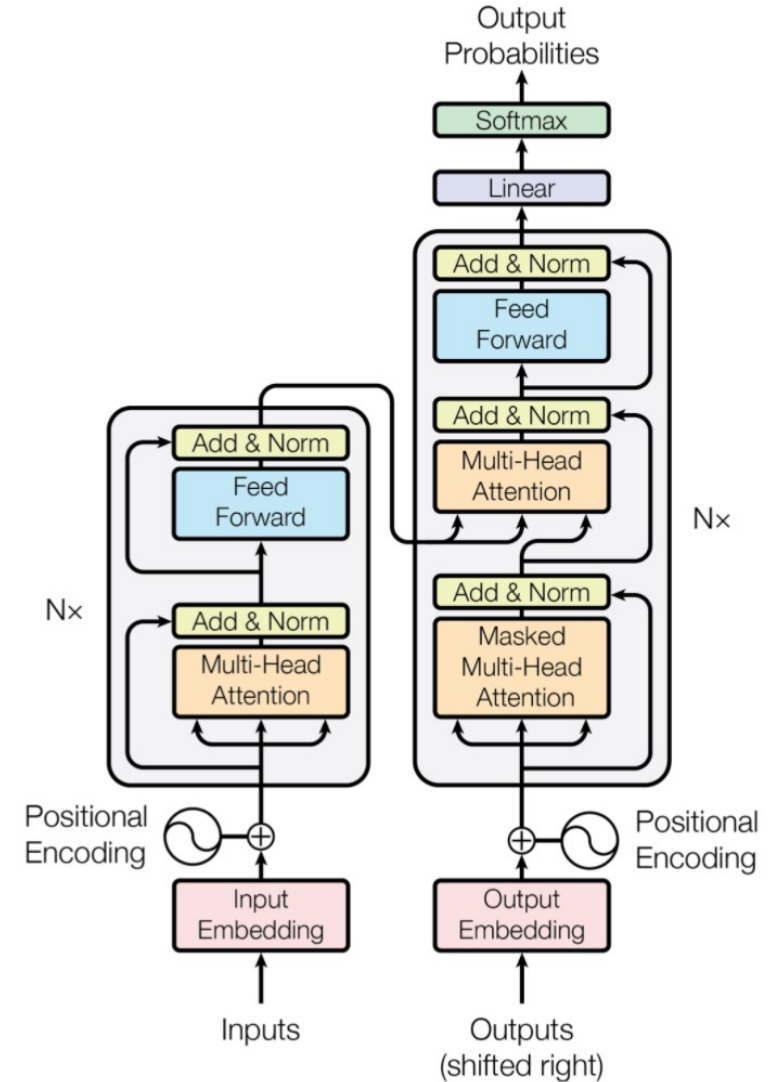 Output
Probabilities
Softmax
Linear
Add & Norm
Feed
Forward
Add & Norm
Multi-Head
Attention
Nx
Add & Norm
Masked
Multi-Head
Attention
Add & Norm
Feed
Forward
Nx
Add & Norm
Multi-Head
Attention
Positional
Encoding
Positional
Encoding
Input
Embedding
Output
Embedding
Inputs
Outputs
(shifted right)